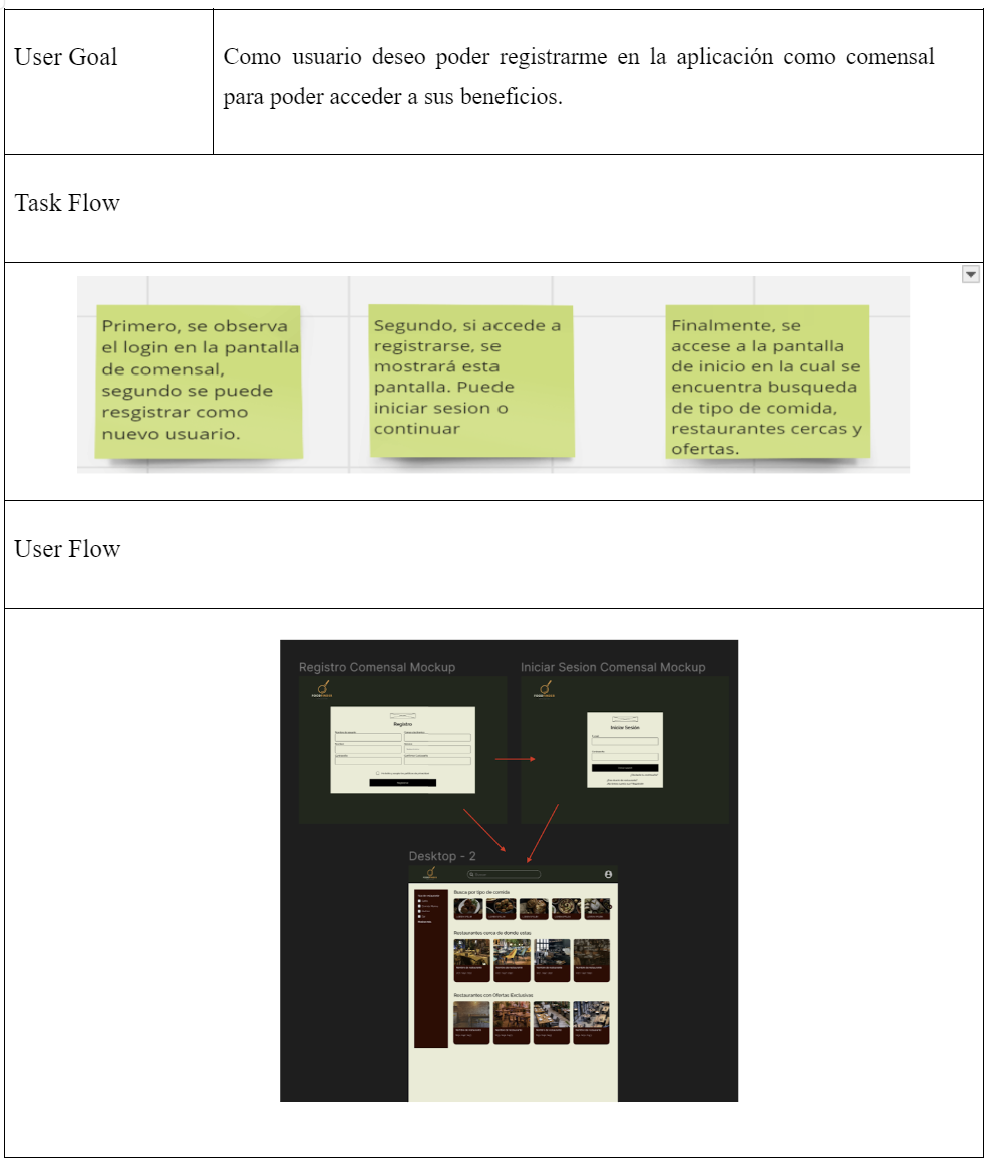 User Goal
Como usuario deseo poder registrarme en la aplicación como comensal
para poder acceder a sus beneficios.
Task Flow
Primero, se observa
el login en la pantalla
de comensal,
segundo se puede
resgistrar como
nuevo usuario.
Segundo, si accede a
registrarse, se
mostrará esta
pantalla. Puede
iniciar sesion o
continuar
Finalmente, se
accese a la pantalla
de inicio en la cual se
encuentra busqueda
de tipo de comida,
restaurantes cercas y
ofertas.
User Flow
Registro Comensal Mockup
Iniciar Sesion Comensal Mockup
Registro
Iniciar Sesión
Desktop - 2
Busca por tipo de comida
Restaurantes cerca de donde estas
Restaurantes con Ofertas Exclusivas